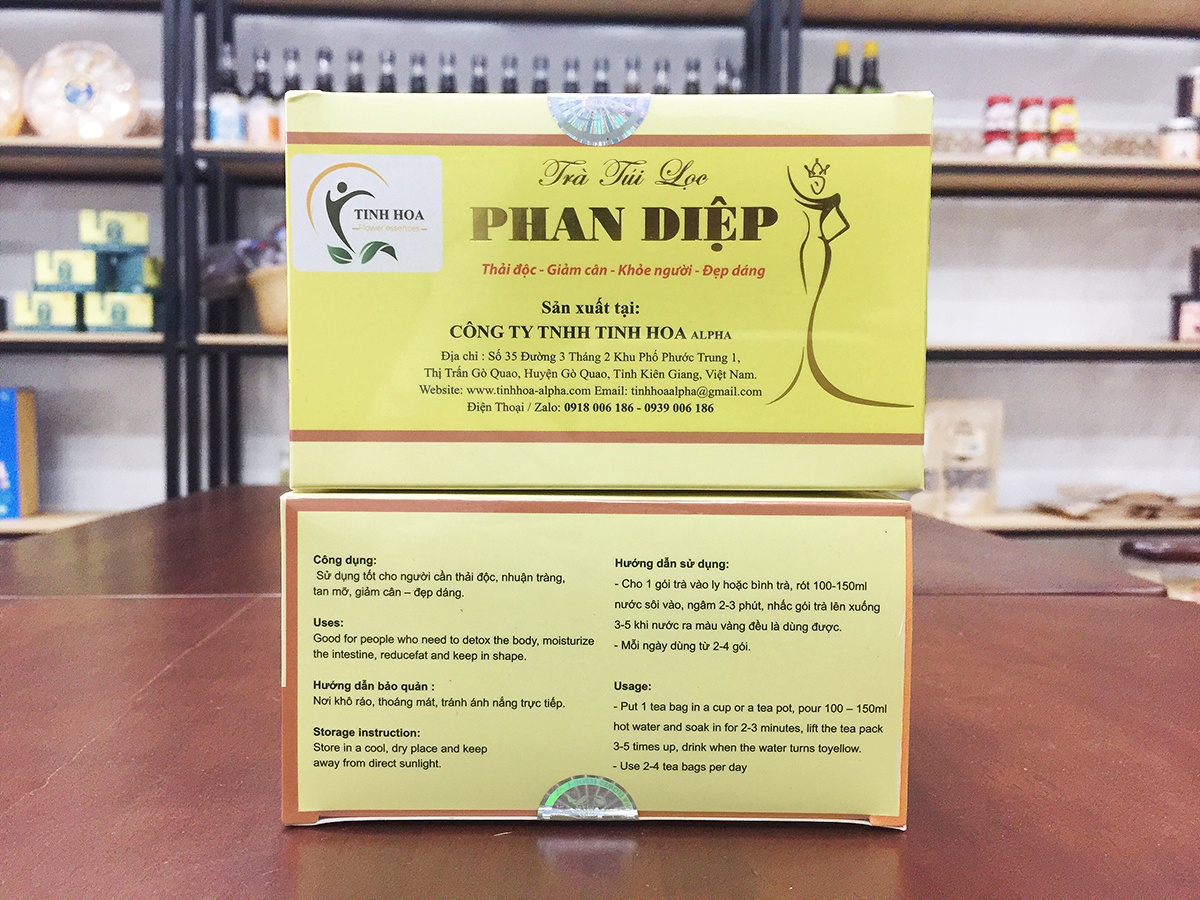 Trà Túi Lọc
PHAN DIỆP
Thải độc - Giảm cân - Khỏe người - Đẹp dáng
TINH HOA
Flower essences
Sản xuất tại:
CÔNG TY TNHH TINH HOA ALPHA
Địa chỉ : Số 35 Đường 3 Tháng 2 Khu Phố Phước Trung 1,
Thị Trấn Gò Quao, Huyện Gò Quao, Tỉnh Kiên Giang, Việt Nam.
Website: www.tinhhoa-alpha.com Email: tinhhoaalpha@gmail.com
Điện Thoại / Zalo: 0918 006 186 - 0939 006 186
Công dụng:
Sử dụng tốt cho người cần thải độc, nhuận tràng,
tan mỡ, giảm cân – đẹp dáng.
Uses:
Good for people who need to detox the body, moisturize
the intestine, reducefat and keep in shape.
Hướng dẫn bảo quản :
Nơi khô ráo, thoáng mát, tránh ánh nắng trực tiếp.
Storage instruction:
Store in a cool, dry place and keep
away from direct sunlight.
Hướng dẫn sử dụng:
- Cho 1 gói trà vào ly hoặc bình trà, rót 100-150ml
nước sôi vào, ngâm 2-3 phút, nhấc gói trà lên xuống
3-5 khi nước ra màu vàng đều là dùng được.
- Mỗi ngày dùng từ 2-4 gói.
Usage:
- Put 1 tea bag in a cup or a tea pot, pour 100 – 150ml
hot water and soak in for 2-3 minutes, lift the tea pack
3-5 times up, drink when the water turns toyellow.
- Use 2-4 tea bags per day